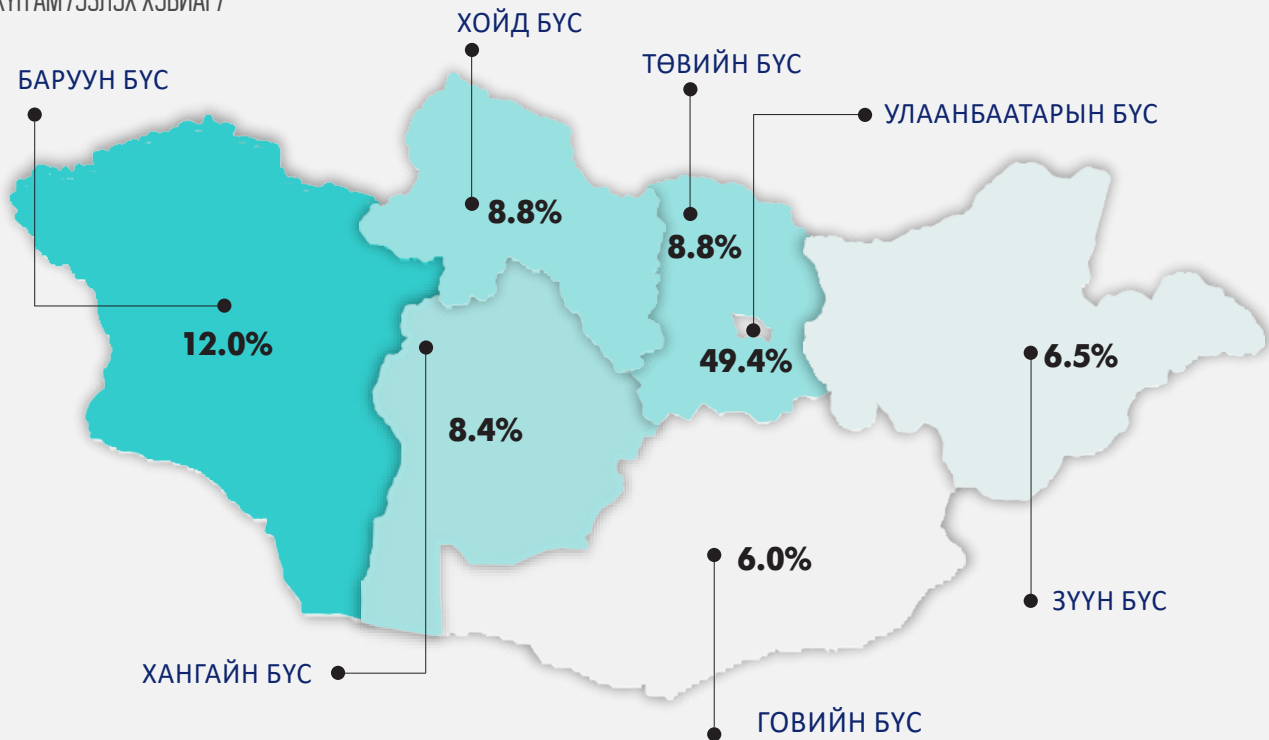 ХОЙД БҮС
БАРУУН БҮС
ТӨВИЙН БҮС
УЛААНБААТАРЫН БҮС
8.8%
8.8%
12.0%
49.4%
6.5%
8.4%
6.0%
ЗҮҮН БҮС
ХАНГАЙН БҮС
ГОВИЙН БҮС